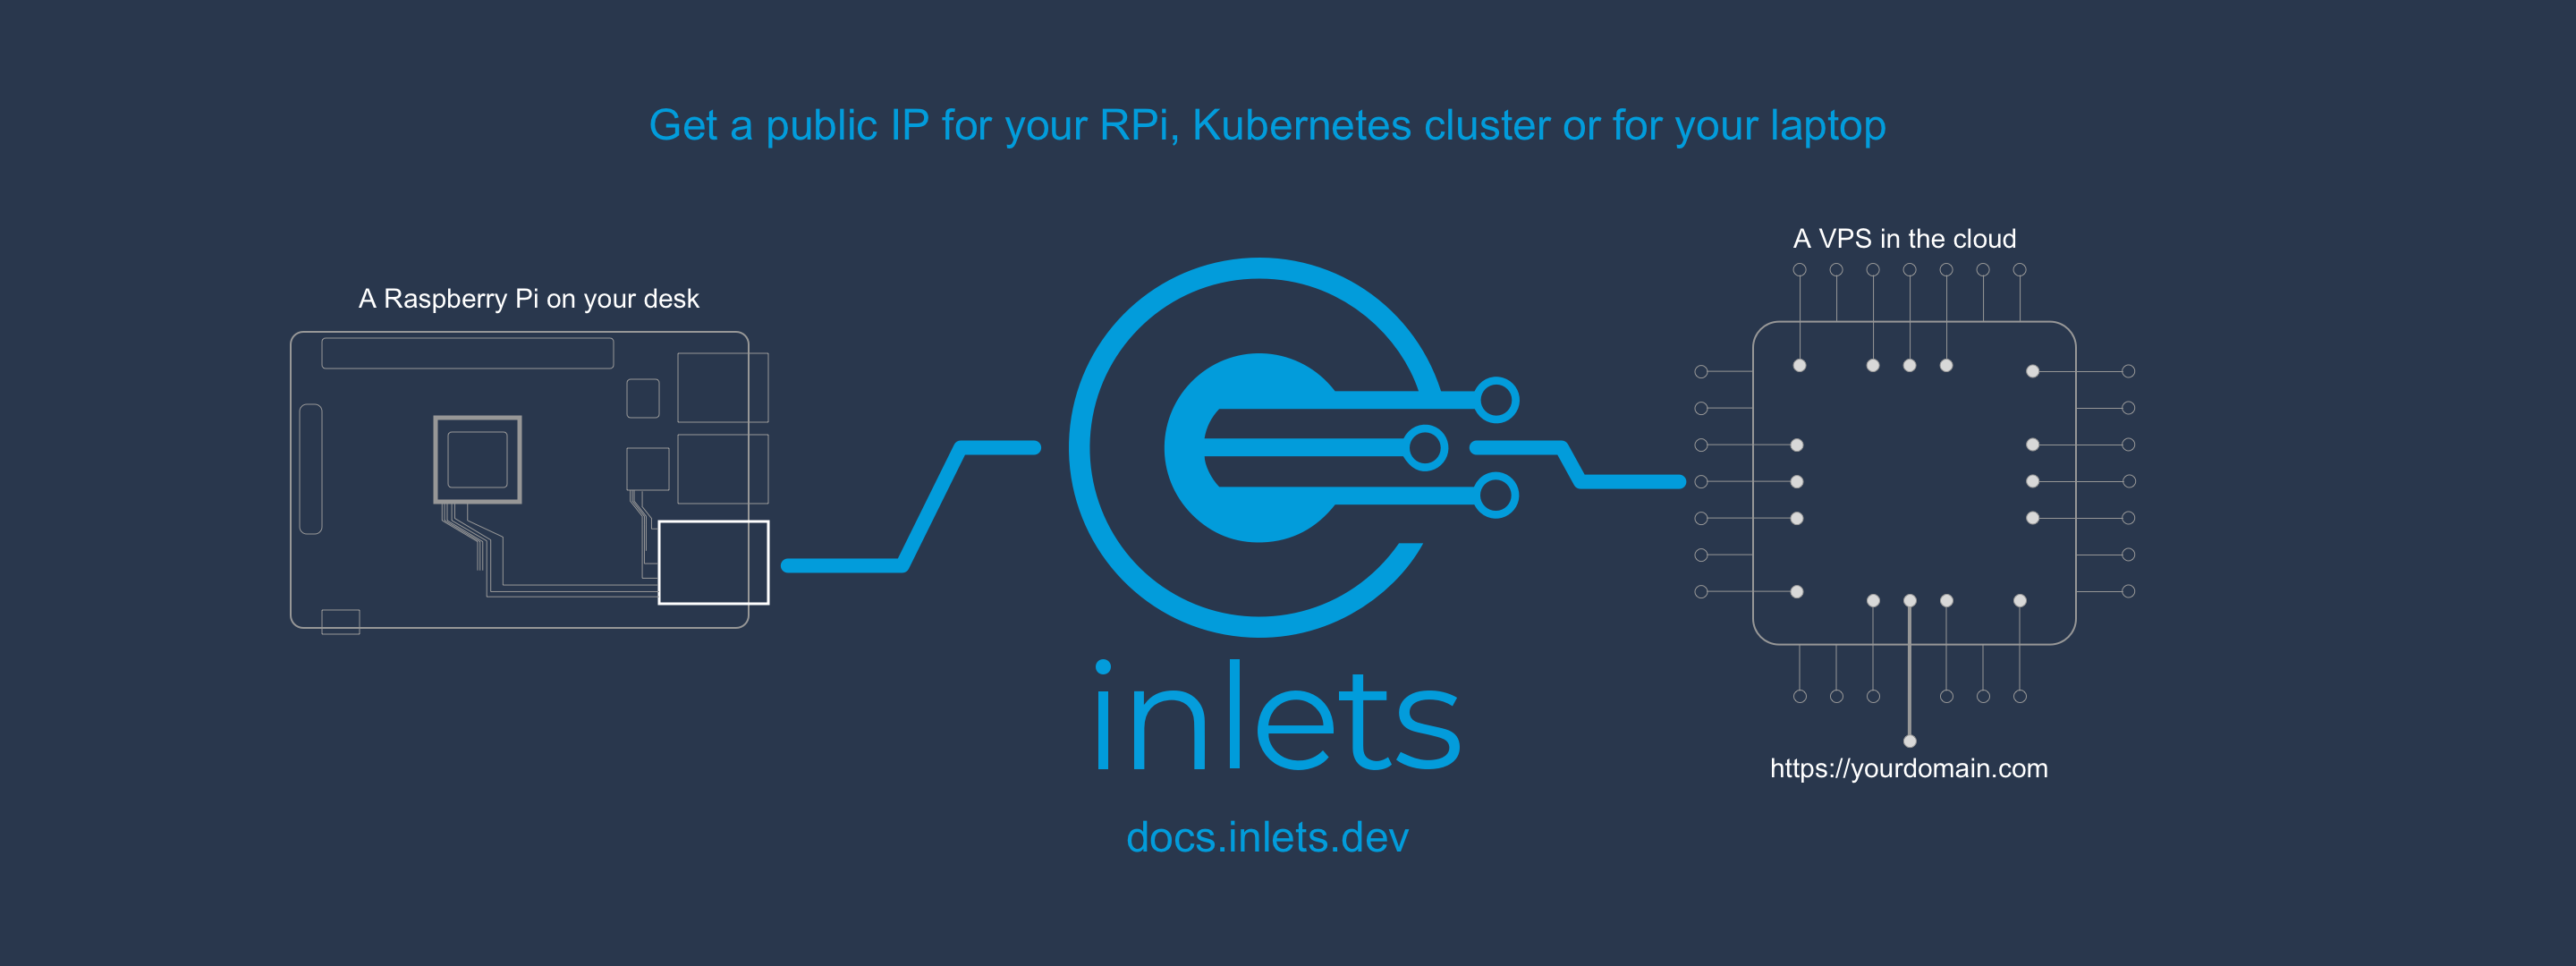 Get a public IP for your RPi, Kubernetes cluster or for your laptop
A VPS in the cloud
A Raspberry Pi on your desk
inlets
https://yourdomain.com
docs.inlets.dev